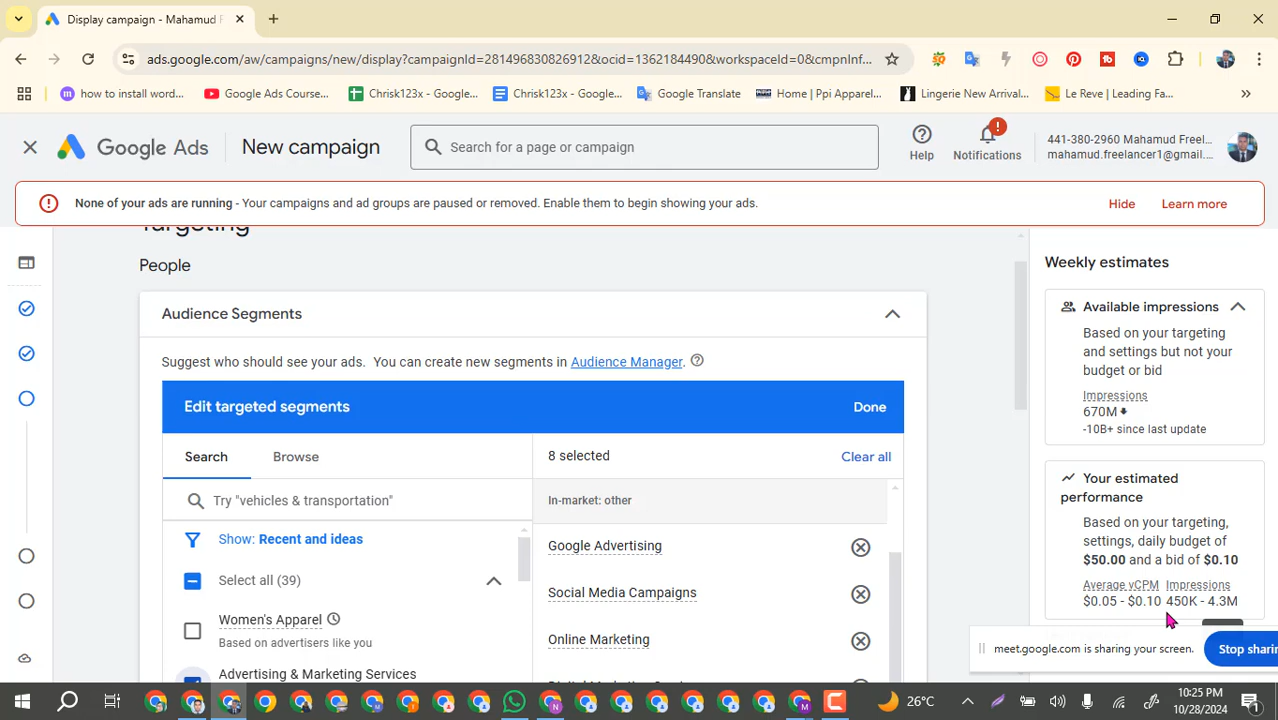 Display campaign - Mahamud F
ads.google.com/aw/campaigns/new/display?campaignId=281496830826912&ocid=1362184490&workspaceId=0&cmpnInf...
how to install word...
Google Ads Course...
Chrisk123x - Google...
Chrisk123x - Google...
Google Translate
Home | Ppi Apparel...
Lingerie New Arrival...
Le Reve | Leading Fa...
Google Ads
New campaign
Search for a page or campaign
Help
Notifications
441-380-2960 Mahamud Freel...
mahamud.freelancer1@gmail....
None of your ads are running - Your campaigns and ad groups are paused or removed. Enable them to begin showing your ads.
Hide
Learn more
Targeting
People
Audience Segments
Suggest who should see your ads. You can create new segments in Audience Manager.
Edit targeted segments
Done
Search
Browse
8 selected
Clear all
Try "vehicles & transportation"
Show: Recent and ideas
Select all (39)
Women's Apparel
Based on advertisers like you
Advertising & Marketing Services
In-market: other
Google Advertising
Social Media Campaigns
Online Marketing
Weekly estimates
Available impressions
Based on your targeting
and settings but not your
budget or bid
Impressions
670M
-10B+ since last update
Your estimated
performance
Based on your targeting,
settings, daily budget of
$50.00 and a bid of $0.10
Average vCPM Impressions
$0.05 - $0.10 450K - 4.3M
meet.google.com is sharing your screen.
Stop sharin
26°C
10:25 PM
10/28/2024